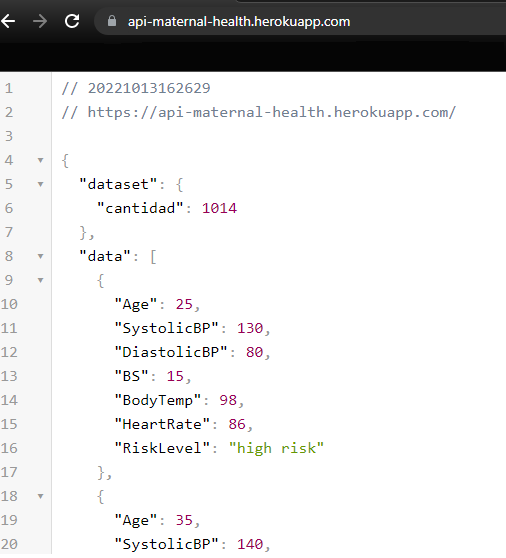 api-maternal-health.herokuapp.com
1 // 20221013162629
2 // https://api-maternal-health.herokuapp.com/
3
4 {
5 "dataset": {
6 "cantidad": 1014
7 },
8 "data": [
9 {
10 "Age": 25,
11 "SystolicBP": 130,
12 "DiastolicBP": 80,
13 "BS": 15,
14 "BodyTemp": 98,
15 "HeartRate": 86,
16 "RiskLevel": "high risk"
17 },
18 {
19 "Age": 35,
20 "SystolicBP": 140,